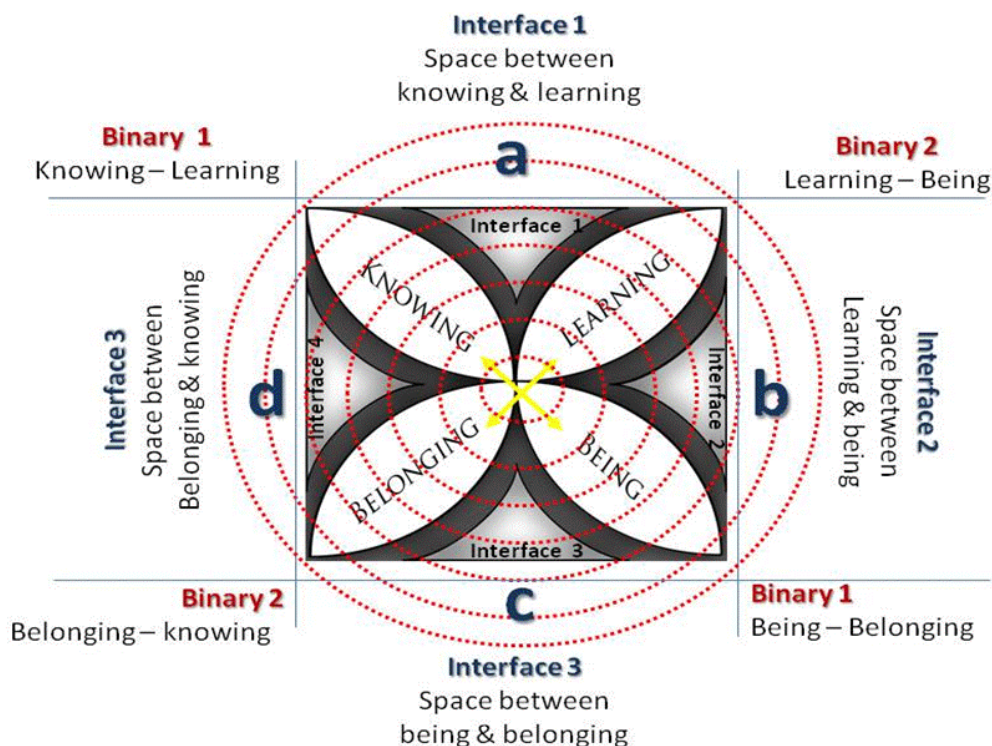 Interface 1
Space between
knowing & learning
Binary 1
Knowing – Learning
Binary 2
Learning – Being
a
Interface 1
KNOWING
LEARNING
Interface 3
Space between
Belonging & knowing
d
Interface 4
Interface 2
b
Interface 2
Space between
Learning & being
BELONGING
BEING
Interface 3
c
Binary 2
Belonging – knowing
Binary 1
Being – Belonging
Interface 3
Space between
being & belonging